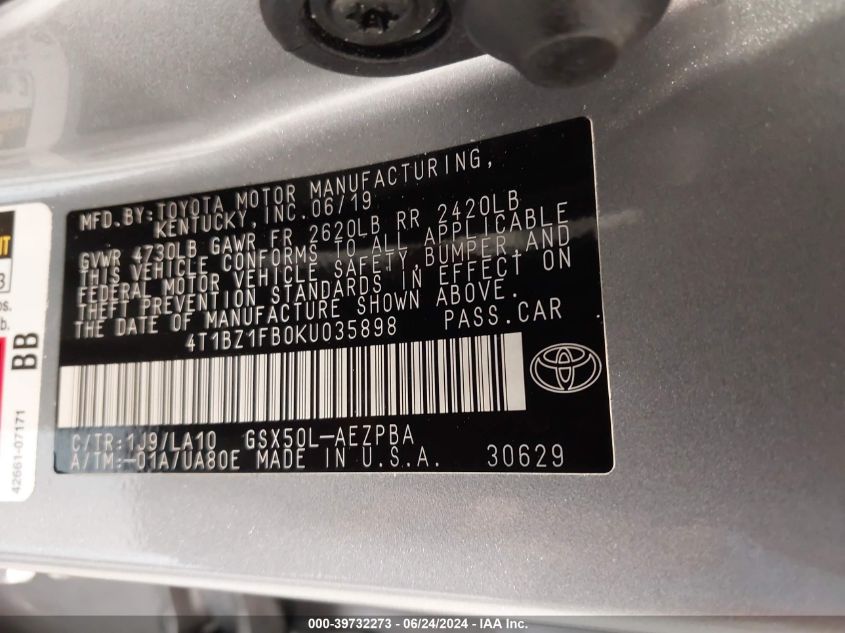 MFD.BY:TOYOTA MOTOR MANUFACTURING,
KENTUCKY, INC.06/19
GVWR 4730LB GAWR FR 2620LB RR 2420LB
THIS VEHICLE CONFORMS TO ALL APPLICABLE
FEDERAL MOTOR VEHICLE SAFETY,BUMPER,AND
THEFT PREVENTION STANDARDS IN EFFECT ON
THE DATE OF MANUFACTURE SHOWN ABOVE.
4T1BZ1FB0KU035898 PASS.CAR
C/TR:1J9/LA10 GSX50L-AEZPBA
A/TM:-01A/UA80E MADE IN U.S.A. 30629
BB
42661-07171
000-39732273 | 06/24/2024 - IAA Inc.